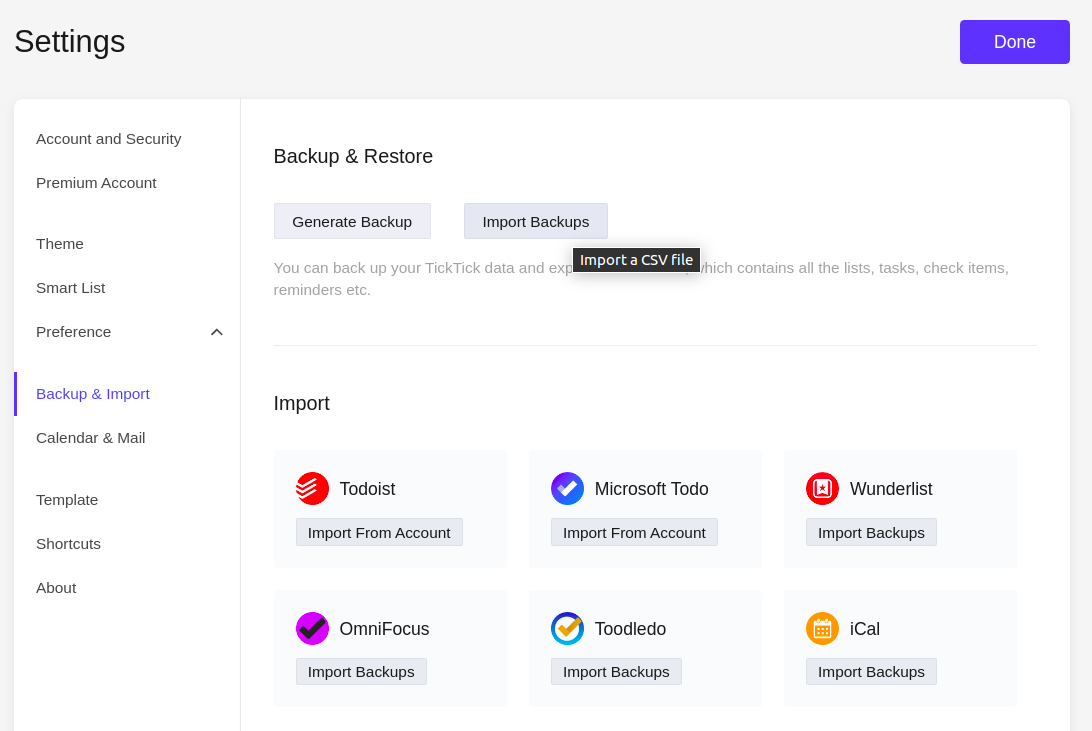 Settings
Done
Account and Security
Premium Account
Theme
Smart List
Preference
Backup & Import
Calendar & Mail
Template
Shortcuts
About
Backup & Restore
Generate Backup
Import Backups
Import a CSV file
You can back up your TickTick data and which contains all the lists, tasks, check items,
reminders etc.
Import
Todoist
Import From Account
Microsoft Todo
Import From Account
Wunderlist
Import Backups
OmniFocus
Import Backups
Toodledo
Import Backups
iCal
Import Backups